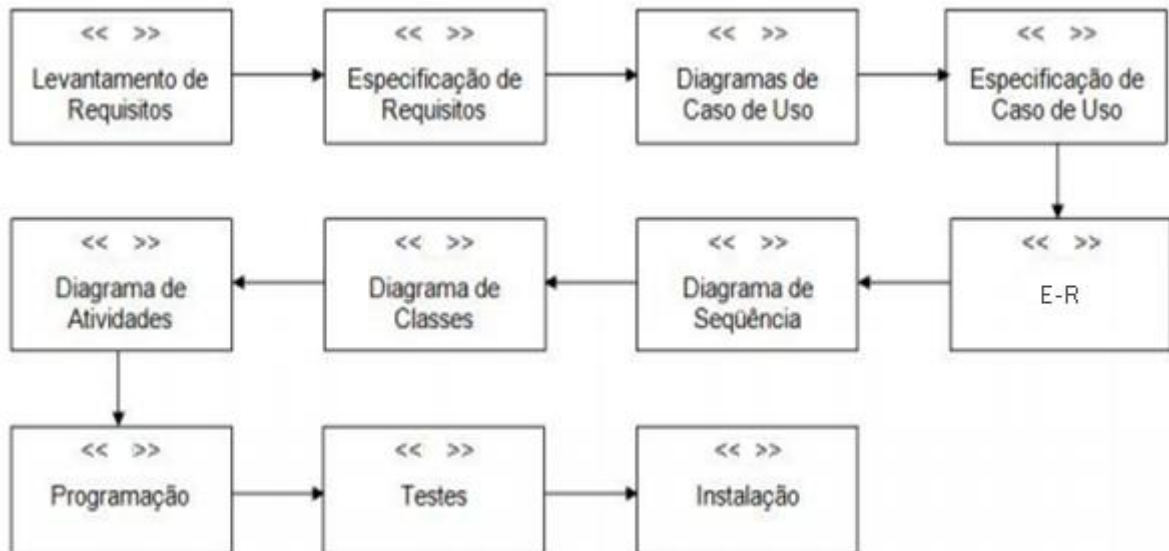 << >>
Levantamento de
Requisitos
<< >>
Especificação de
Requisitos
<< >>
Diagramas de
Caso de Uso
<< >>
Especificação de
Caso de Uso
<< >>
Diagrama de
Atividades
<< >>
Diagrama de
Classes
<< >>
Diagrama de
Seqüência
<< >>
E-R
<< >>
Programação
<< >>
Testes
<< >>
Instalação